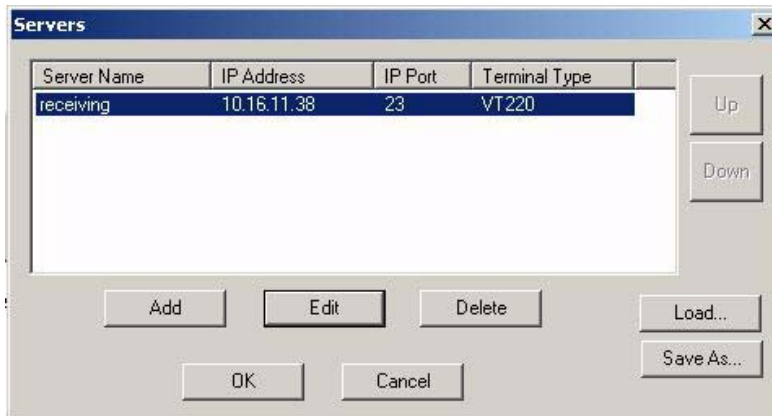 Servers
Server Name IP Address IP Port Terminal Type
receiving 10.16.11.38 23 VT220
Up
Down
Add Edit Delete
Load...
Save As...
OK Cancel